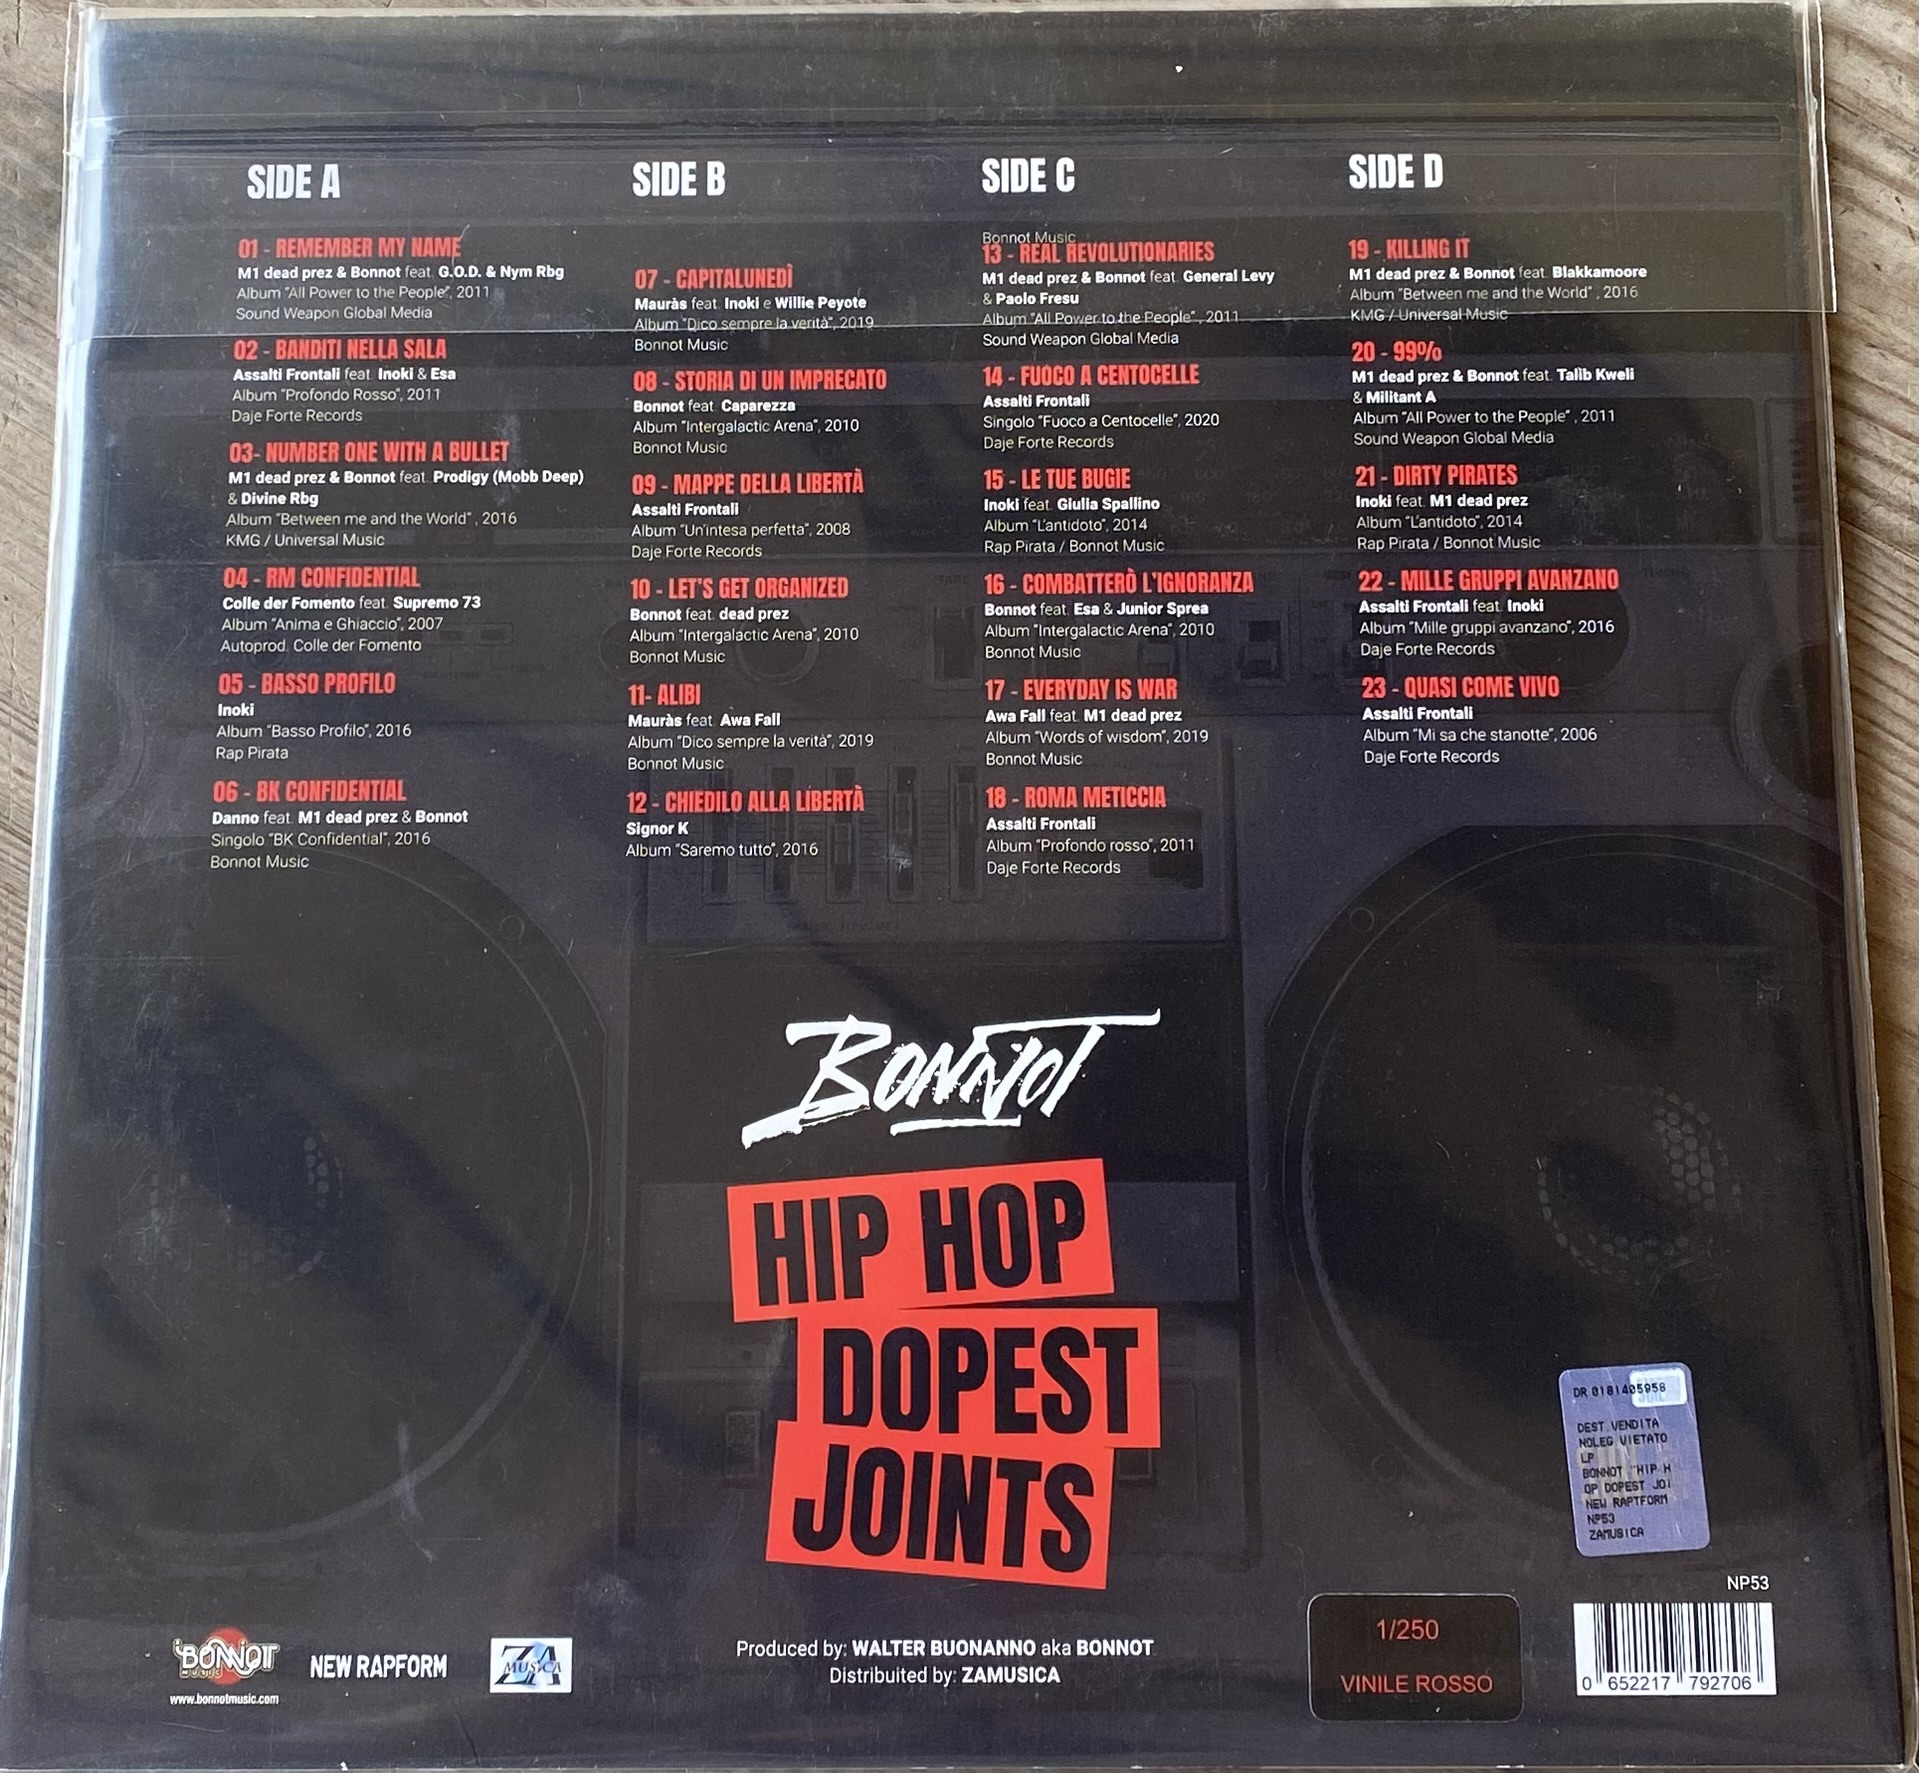 SIDE A
01 - REMEMBER MY NAME
M1 dead prez & Bonnot feat. G.O.D. & Nym Rbg
Album "All Power to the People", 2011
Sound Weapon Global Media
02 - BANDITI NELLA SALA
Assalti Frontali feat. Inoki & Esa
Album "Profondo Rosso", 2011
Daje Forte Records
03- NUMBER ONE WITH A BULLET
M1 dead prez & Bonnot feat. Prodigy (Mobb Deep)
& Divine Rbg
Album "Between me and the World" , 2016
KMG / Universal Music
04 - RM CONFIDENTIAL
Colle der Fomento feat. Supremo 73
Album "Anima e Ghiaccio", 2007
Autoprod. Colle der Fomento
05 - BASSO PROFILO
Inoki
Album "Basso Profilo", 2016
Rap Pirata
06 - BK CONFIDENTIAL
Danno feat. M1 dead prez & Bonnot
Singolo "BK Confidential", 2016
Bonnot Music
SIDE B
07 - CAPITALUNEDÌ
Mauràs feat. Inoki e Willie Peyote
Album "Dico sempre la verità", 2019
Bonnot Music
08 - STORIA DI UN IMPRECATO
Bonnot feat. Caparezza
Album "Intergalactic Arena", 2010
Bonnot Music
09 - MAPPE DELLA LIBERTÀ
Assalti Frontali
Album "Un'intesa perfetta", 2008
Daje Forte Records
10 - LET'S GET ORGANIZED
Bonnot feat. dead prez
Album "Intergalactic Arena", 2010
Bonnot Music
11- ALIBI
Mauràs feat. Awa Fall
Album "Dico sempre la verità", 2019
Bonnot Music
12 - CHIEDILO ALLA LIBERTÀ
Signor K
Album "Saremo tutto", 2016
SIDE C
Bonnot Music
13 - REAL REVOLUTIONARIES
M1 dead prez & Bonnot feat. General Levy
& Paolo Fresu
Album "All Power to the People" , 2011
Sound Weapon Global Media
14 - FUOCO A CENTOCELLE
Assalti Frontali
Singolo "Fuoco a Centocelle", 2020
Daje Forte Records
15 - LE TUE BUGIE
Inoki feat. Giulia Spallino
Album "L'antidoto", 2014
Rap Pirata / Bonnot Music
16 - COMBATTERÒ L'IGNORANZA
Bonnot feat. Esa & Junior Sprea
Album "Intergalactic Arena", 2010
Bonnot Music
17 - EVERYDAY IS WAR
Awa Fall feat. M1 dead prez
Album "Words of wisdom", 2019
Bonnot Music
18 - ROMA METICCIA
Assalti Frontali
Album "Profondo rosso", 2011
Daje Forte Records
SIDE D
19 - KILLING IT
M1 dead prez & Bonnot feat. Blakkamoore
Album "Between me and the World" , 2016
KMG / Universal Music
20 - 99%
M1 dead prez & Bonnot feat. Talib Kweli
& Militant A
Album "All Power to the People" , 2011
Sound Weapon Global Media
21 - DIRTY PIRATES
Inoki feat. M1 dead prez
Album "L'antidoto", 2014
Rap Pirata / Bonnot Music
22 - MILLE GRUPPI AVANZANO
Assalti Frontali feat. Inoki
Album "Mille gruppi avanzano", 2016
Daje Forte Records
23 - QUASI COME VIVO
Assalti Frontali
Album "Mi sa che stanotte", 2006
Daje Forte Records
BONNOT
HIP HOP
DOPEST
JOINTS
DR 0181405958
DEST VENDITA
NOLEG VIETATO
LP
BONNOT "HIP H
OP DOPEST JOI
NEW RAPTFORM
NP53
ZAMUSICA
NP53
BONNOT
www.bonnotmusic.com
NEW RAPFORM
ZA
MUSICA
Produced by: WALTER BUONANNO aka BONNOT
Distribuited by: ZAMUSICA
1/250
VINILE ROSSO
0 652217 792706